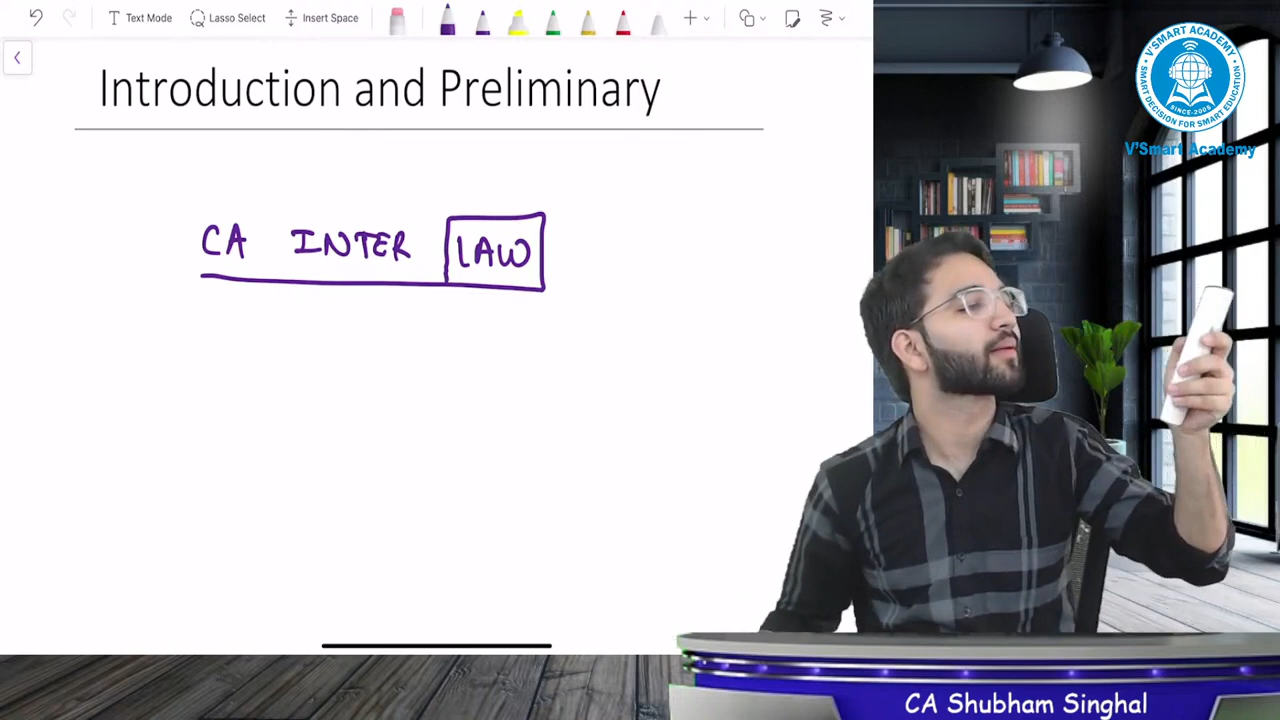 Text Mode Lasso Select Insert Space
Introduction and Preliminary
CA INTER LAW
V'SMART ACADEMY
SMART DECISION FOR SMART EDUCATION
SINCE-2005
V'Smart Academy
CA Shubham Singhal